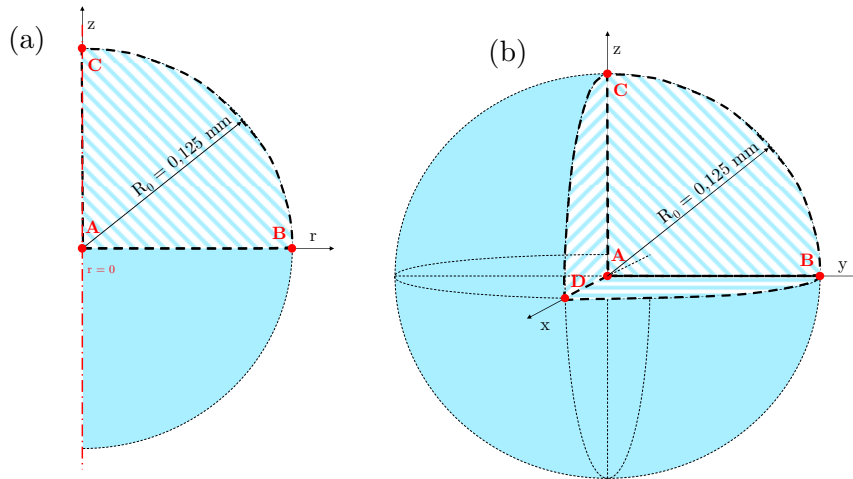 (a)
z
C
R₀ = 0,125 mm
A
B
r
r = 0
(b)
z
C
R₀ = 0,125 mm
A
B
y
D
x